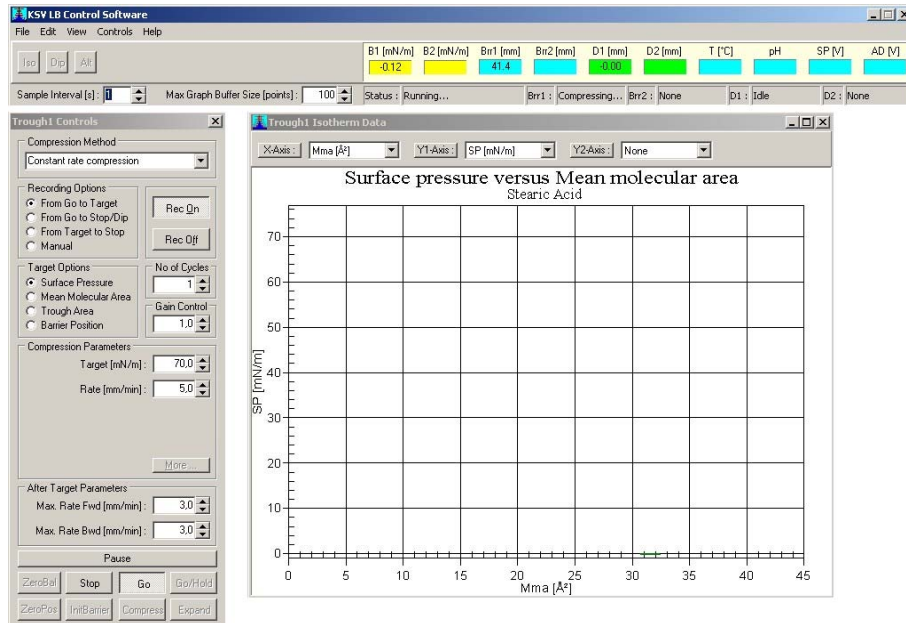 KSV LB Control Software
File Edit View Controls Help
Iso Dip Alt
B1 [mN/m] B2 [mN/m] Brr1 [mm] Brr2 [mm] D1 [mm] D2 [mm] T [°C] pH SP [V] AD [V]
-0.12 41.4 -0.00
Sample Interval [s] : 1 Max Graph Buffer Size [points] : 100 Status : Running... Brr1 : Compressing... Brr2 : None D1 : Idle D2 : None
Trough1 Controls
Compression Method
Constant rate compression
Recording Options
From Go to Target
From Go to Stop/Dip
From Target to Stop
Manual
Rec On
Rec Off
Target Options
Surface Pressure
Mean Molecular Area
Trough Area
Barrier Position
No of Cycles
1
Gain Control
1,0
Compression Parameters
Target [mN/m] : 70,0
Rate [mm/min] : 5,0
More...
After Target Parameters
Max. Rate Fwd [mm/min] : 3,0
Max. Rate Bwd [mm/min] : 3,0
Pause
ZeroBal Stop Go Go/Hold
ZeroPos InitBarrier Compress Expand
Trough1 Isotherm Data
X-Axis : Mma [Å²] Y1-Axis : SP [mN/m] Y2-Axis : None
Surface pressure versus Mean molecular area
Stearic Acid
SP [mN/m]
70
60
50
40
30
20
10
0
0 5 10 15 20 25 30 35 40 45
Mma [Å²]